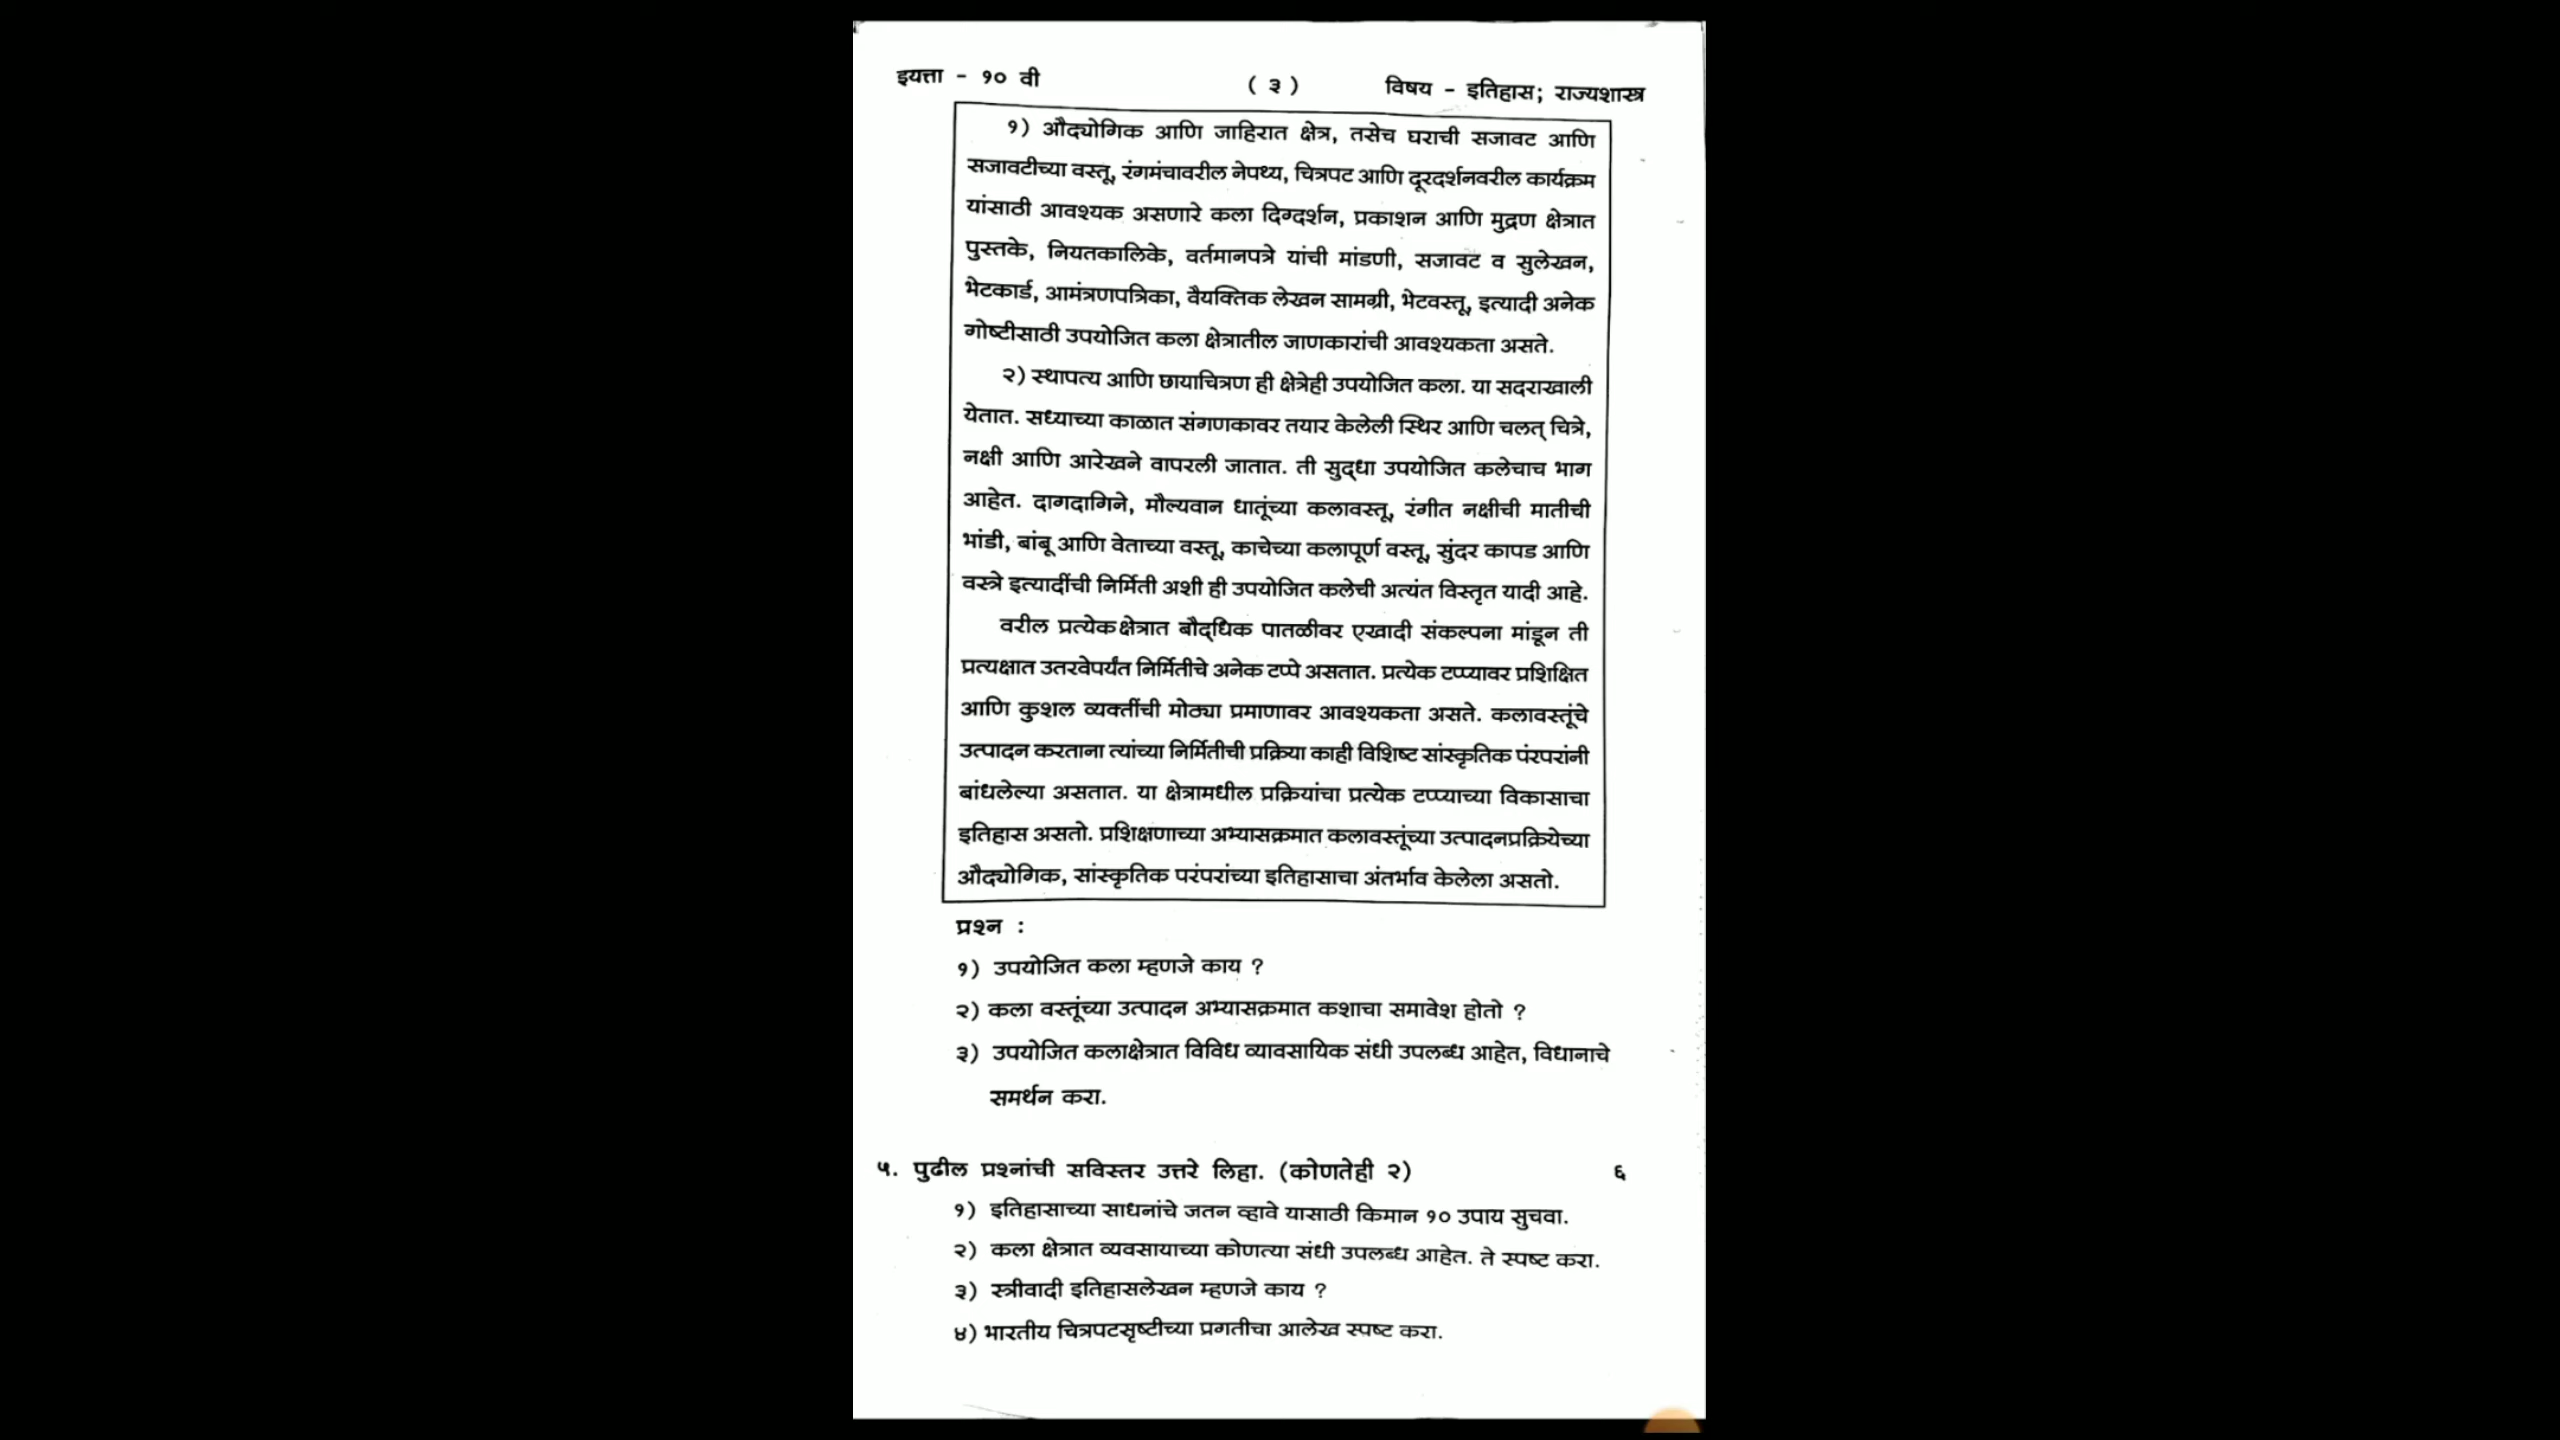 इयत्ता - १० वी ( ३ ) विषय - इतिहास; राज्यशास्त्र
१) औद्योगिक आणि जाहिरात क्षेत्र, तसेच घराची सजावट आणि
सजावटीच्या वस्तू, रंगमंचावरील नेपथ्य, चित्रपट आणि दूरदर्शनवरील कार्यक्रम
यांसाठी आवश्यक असणारे कला दिग्दर्शन, प्रकाशन आणि मुद्रण क्षेत्रात
पुस्तके, नियतकालिके, वर्तमानपत्रे यांची मांडणी, सजावट व सुलेखन,
भेटकार्ड, आमंत्रणपत्रिका, वैयक्तिक लेखन सामग्री, भेटवस्तू, इत्यादी अनेक
गोष्टीसाठी उपयोजित कला क्षेत्रातील जाणकारांची आवश्यकता असते.
२) स्थापत्य आणि छायाचित्रण ही क्षेत्रेही उपयोजित कला. या सदराखाली
येतात. सध्याच्या काळात संगणकावर तयार केलेली स्थिर आणि चलत् चित्रे,
नक्षी आणि आरेखने वापरली जातात. ती सुद्धा उपयोजित कलेचाच भाग
आहेत. दागदागिने, मौल्यवान धातूंच्या कलावस्तू, रंगीत नक्षीची मातीची
भांडी, बांबू आणि वेताच्या वस्तू, काचेच्या कलापूर्ण वस्तू, सुंदर कापड आणि
वस्त्रे इत्यादींची निर्मिती अशी ही उपयोजित कलेची अत्यंत विस्तृत यादी आहे.
वरील प्रत्येकक्षेत्रात बौद्धिक पातळीवर एखादी संकल्पना मांडून ती
प्रत्यक्षात उतरवेपर्यंत निर्मितीचे अनेक टप्पे असतात. प्रत्येक टप्प्यावर प्रशिक्षित
आणि कुशल व्यक्तींची मोठ्या प्रमाणावर आवश्यकता असते. कलावस्तूंचे
उत्पादन करताना त्यांच्या निर्मितीची प्रक्रिया काही विशिष्ट सांस्कृतिक पंरपरांनी
बांधलेल्या असतात. या क्षेत्रामधील प्रक्रियांचा प्रत्येक टप्प्याच्या विकासाचा
इतिहास असतो. प्रशिक्षणाच्या अभ्यासक्रमात कलावस्तूंच्या उत्पादनप्रक्रियेच्या
औद्योगिक, सांस्कृतिक परंपरांच्या इतिहासाचा अंतर्भाव केलेला असतो.
प्रश्न :
१) उपयोजित कला म्हणजे काय ?
२) कला वस्तूंच्या उत्पादन अभ्यासक्रमात कशाचा समावेश होतो ?
३) उपयोजित कलाक्षेत्रात विविध व्यावसायिक संधी उपलब्ध आहेत, विधानाचे
समर्थन करा.
५. पुढील प्रश्नांची सविस्तर उत्तरे लिहा. (कोणतेही २) ६
१) इतिहासाच्या साधनांचे जतन व्हावे यासाठी किमान १० उपाय सुचवा.
२) कला क्षेत्रात व्यवसायाच्या कोणत्या संधी उपलब्ध आहेत. ते स्पष्ट करा.
३) स्त्रीवादी इतिहासलेखन म्हणजे काय ?
४) भारतीय चित्रपटसृष्टीच्या प्रगतीचा आलेख स्पष्ट करा.